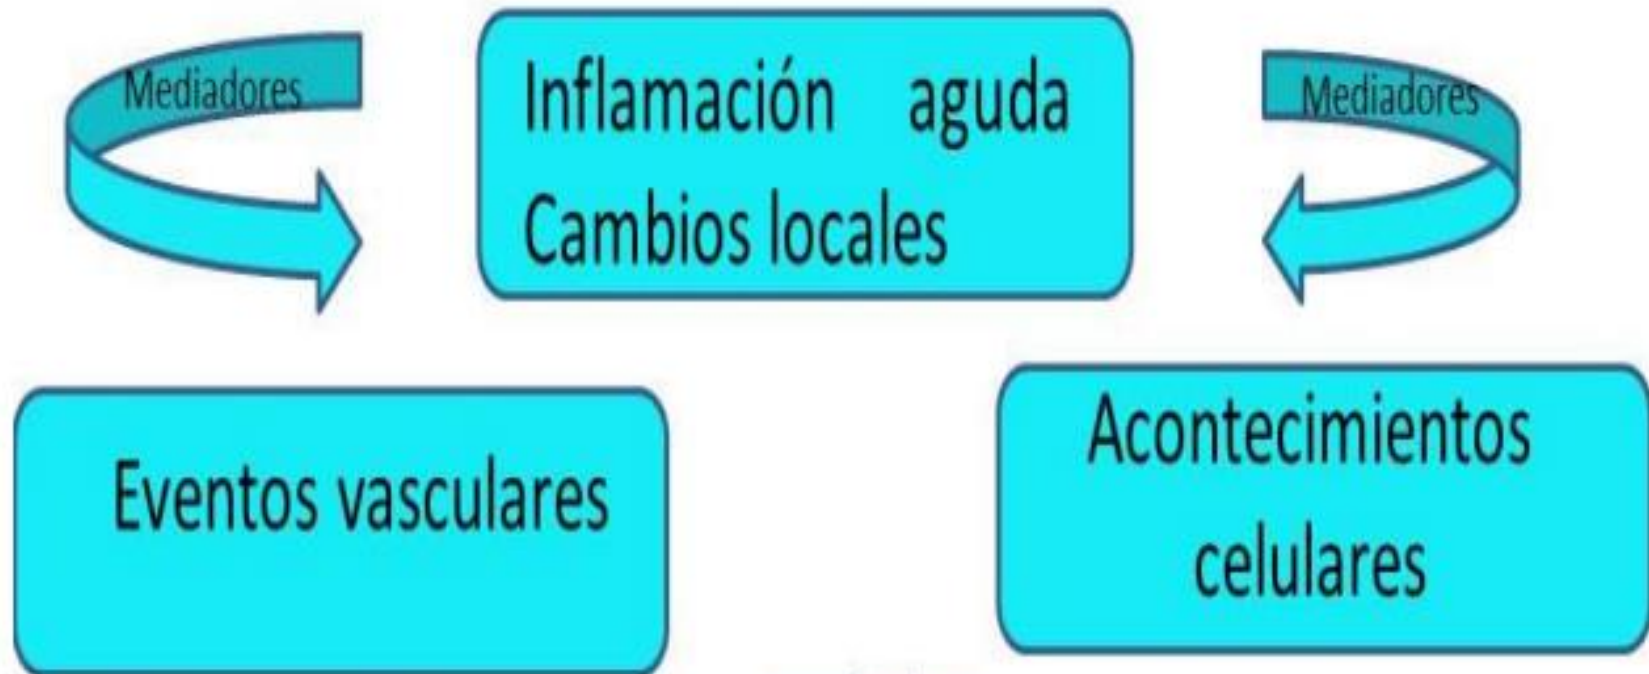 Mediadores
Inflamación aguda
Cambios locales
Mediadores
Eventos vasculares
Acontecimientos
celulares